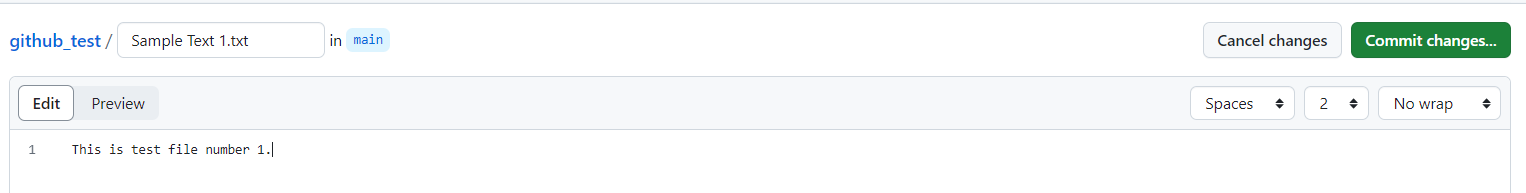 github_test / Sample Text 1.txt in main Cancel changes Commit changes...
Edit Preview Spaces 2 No wrap
1 This is test file number 1.